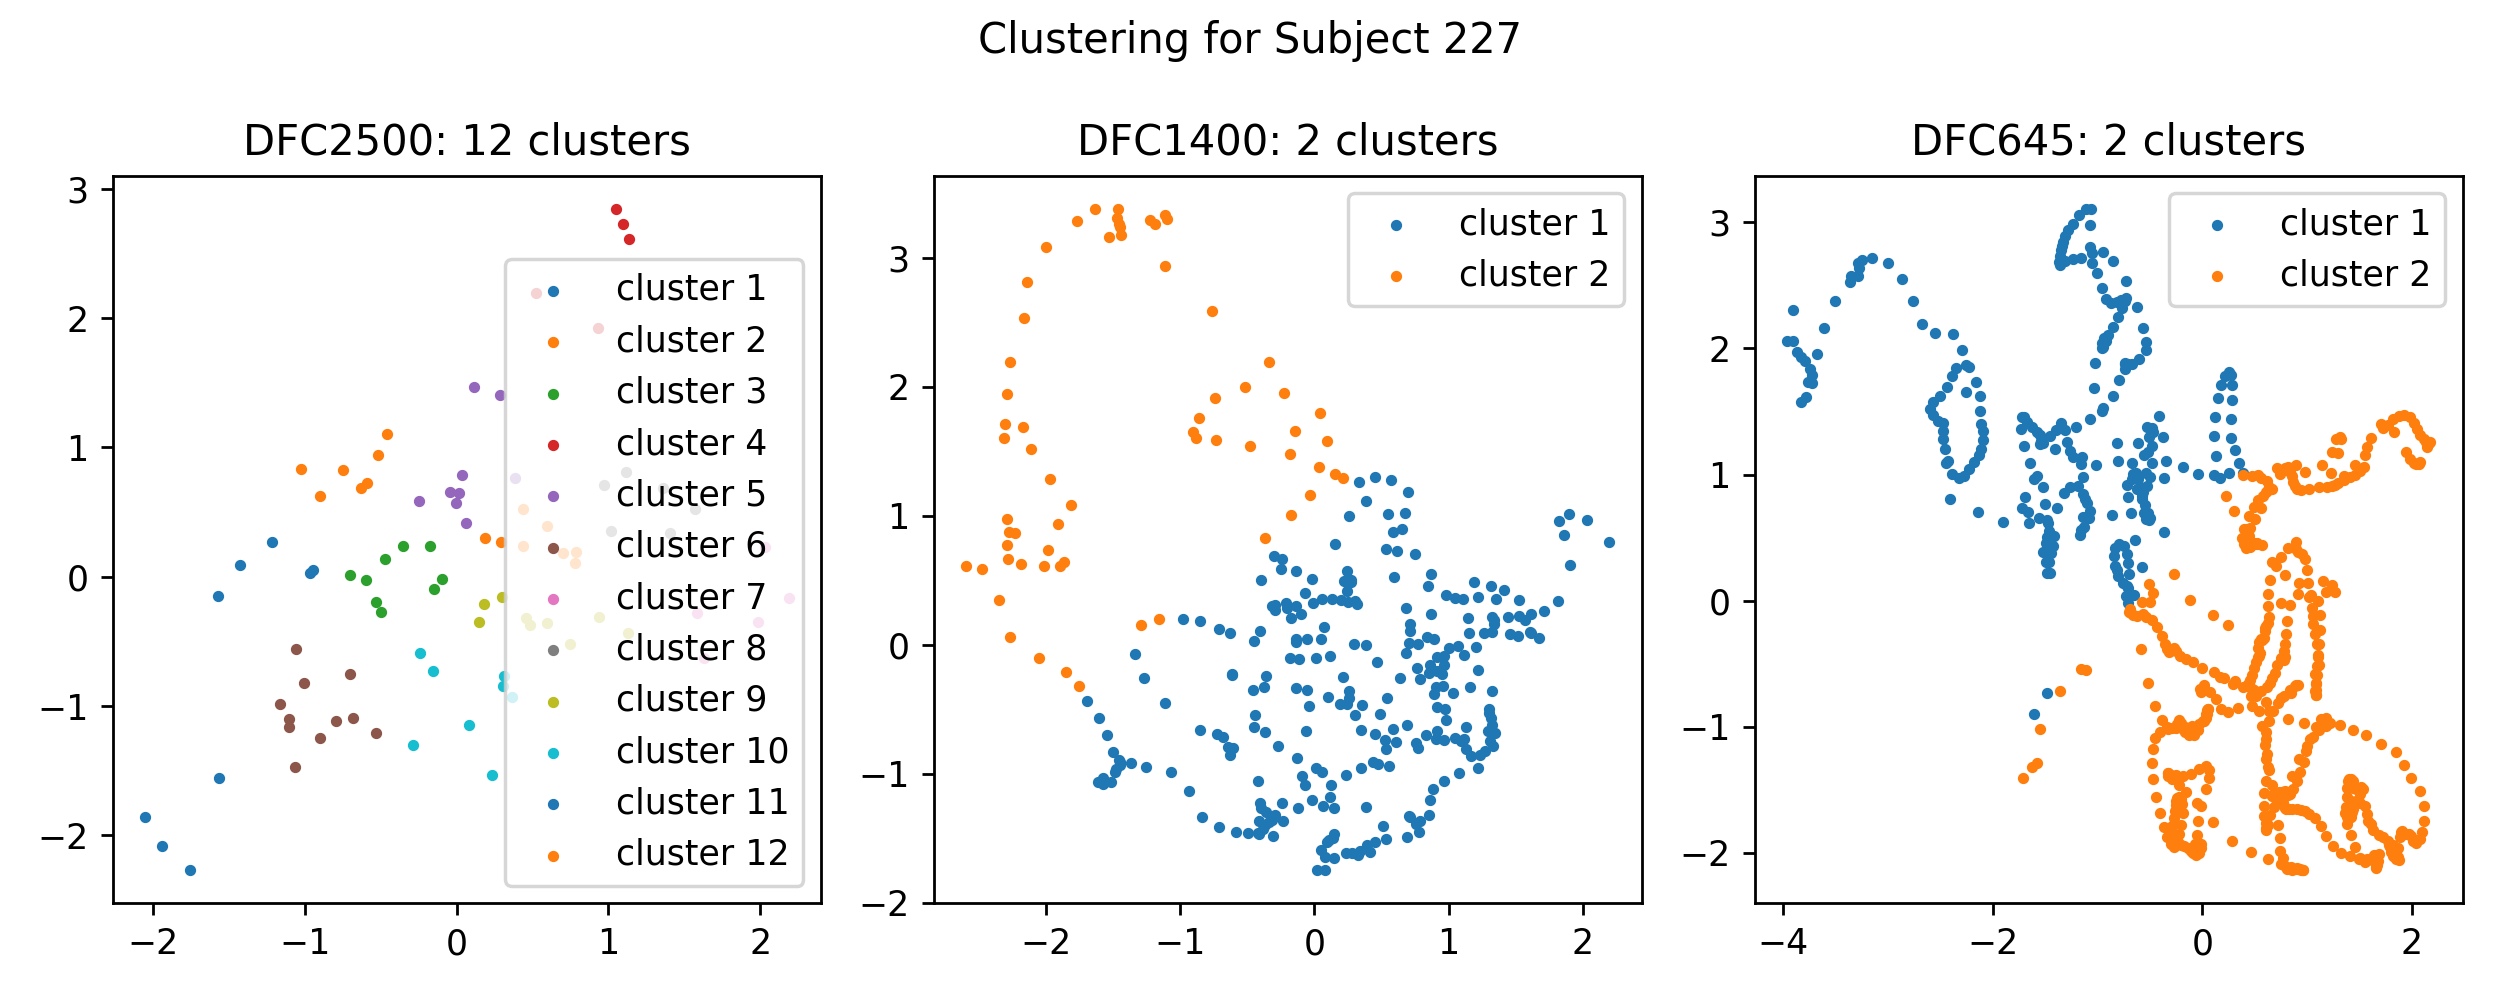 Clustering for Subject 227
DFC2500: 12 clusters
3
2
1
0
−1
−2
−2
−1
0
1
2
cluster 1
cluster 2
cluster 3
cluster 4
cluster 5
cluster 6
cluster 7
cluster 8
cluster 9
cluster 10
cluster 11
cluster 12
DFC1400: 2 clusters
3
2
1
0
−1
−2
−2
−1
0
1
2
cluster 1
cluster 2
DFC645: 2 clusters
3
2
1
0
−1
−2
−4
−2
0
2
cluster 1
cluster 2